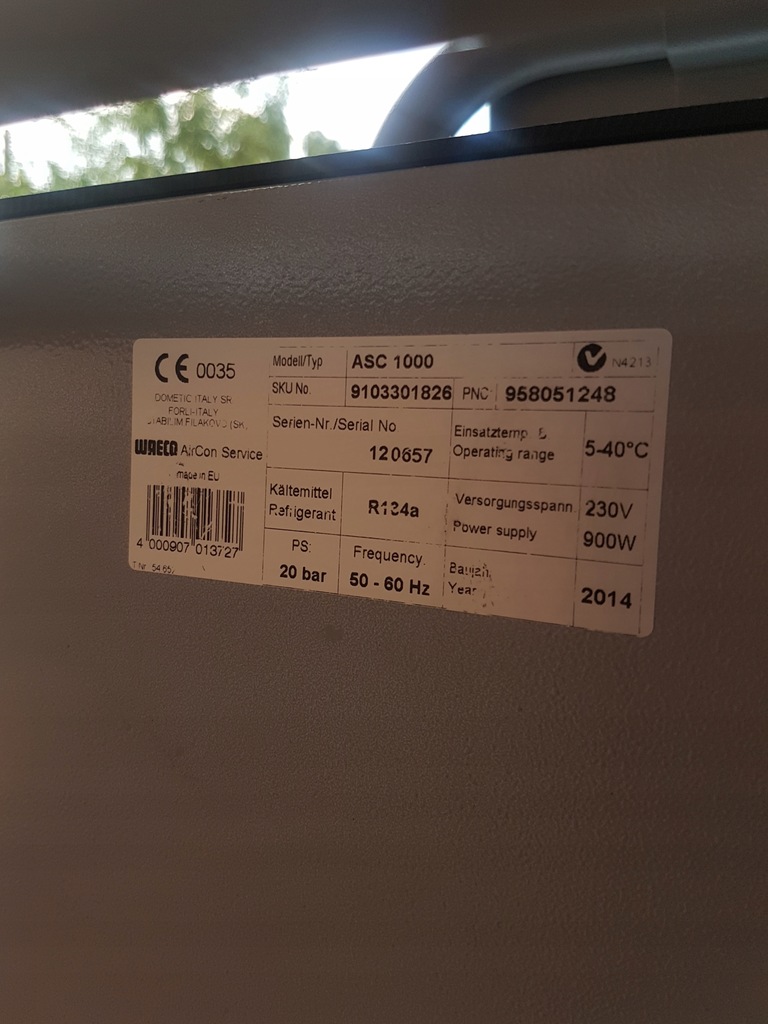 CE 0035
DOMETIC ITALY SR
FORLI-ITALY
WAECO AirCon Service
made in EU
4 000907 013727
Modell/Typ ASC 1000 N4213
SKU No. 9103301826 PNC: 958051248
Serien-Nr./Serial No
120657
Einsatztemp
Operating range 5-40°C
Kältemittel
Refrigerant R134a
Versorgungsspann. 230V
Power supply 900W
PS:
20 bar
Frequency:
50 - 60 Hz
Baujah
Year 2014